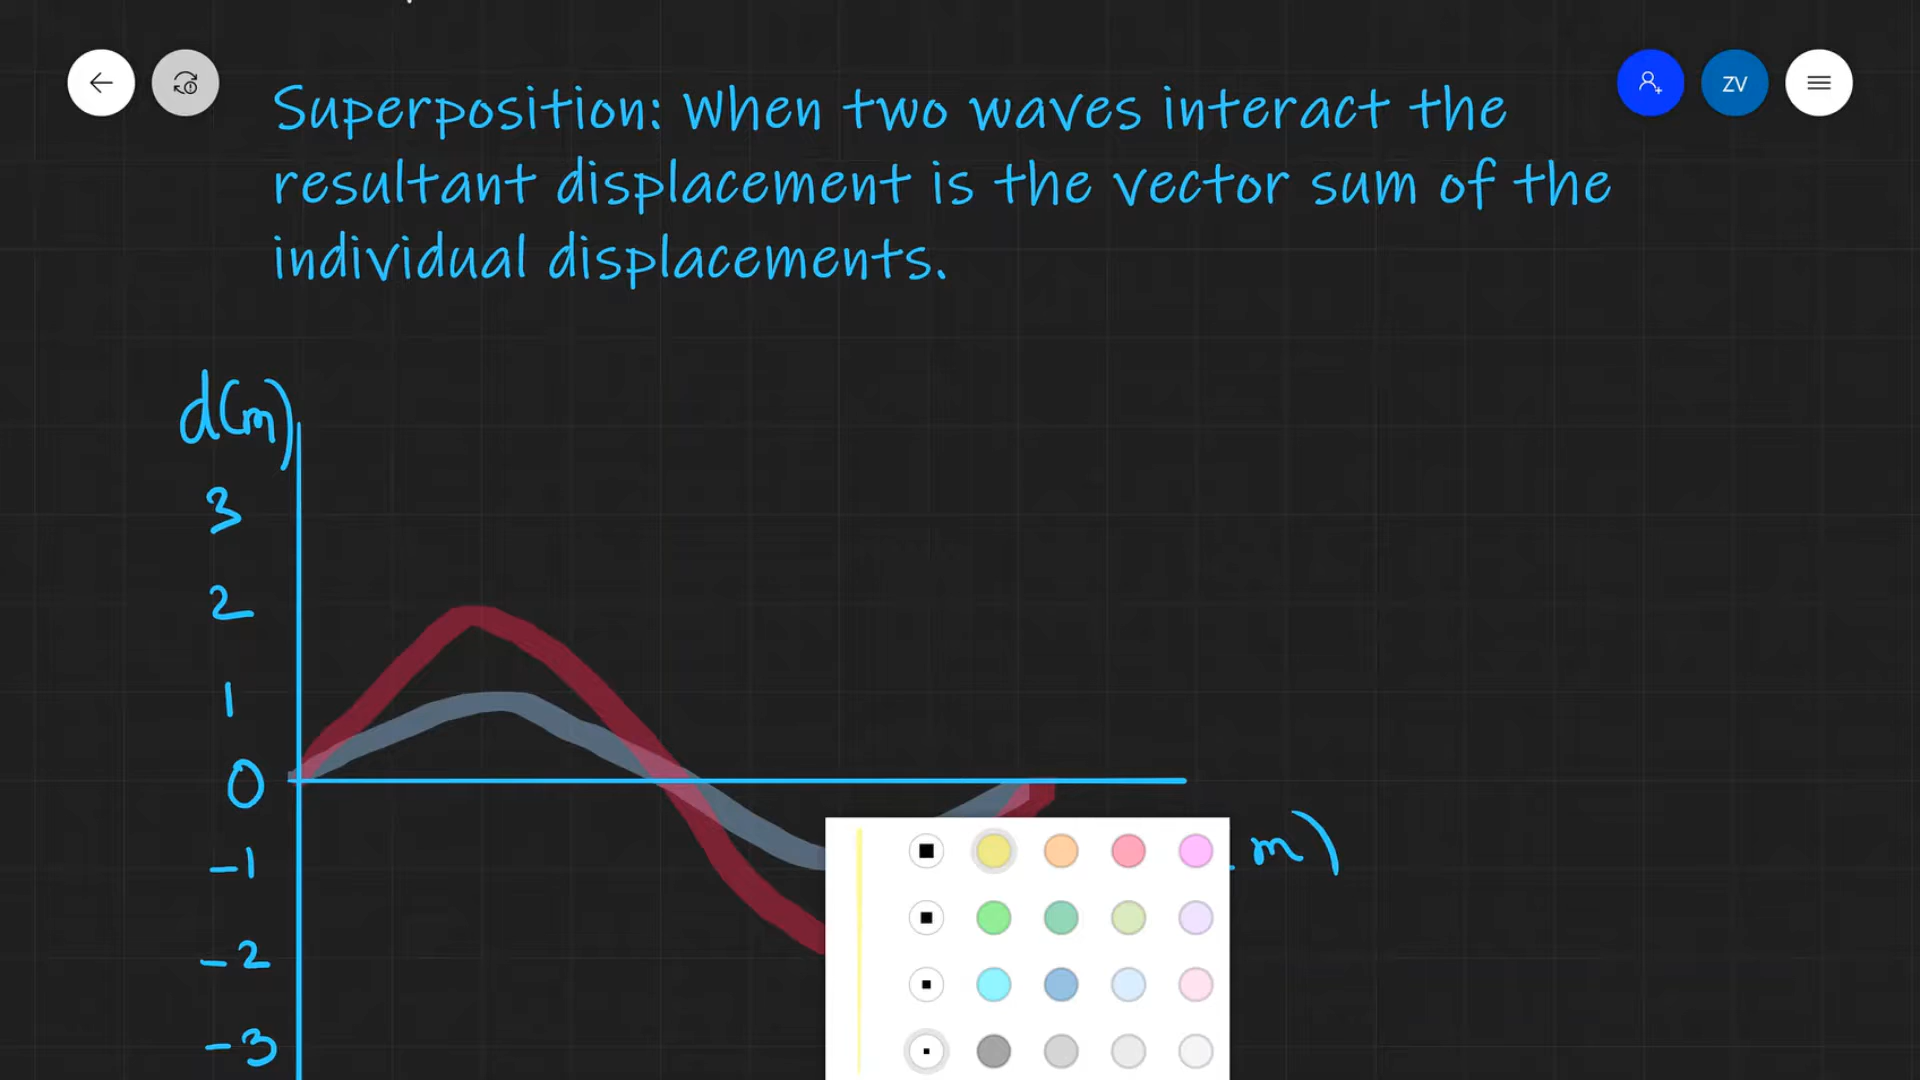 ZV
Superposition: When two waves interact the
resultant displacement is the vector sum of the
individual displacements.
d(m)
3
2
1
0
-1
m)
-2
-3